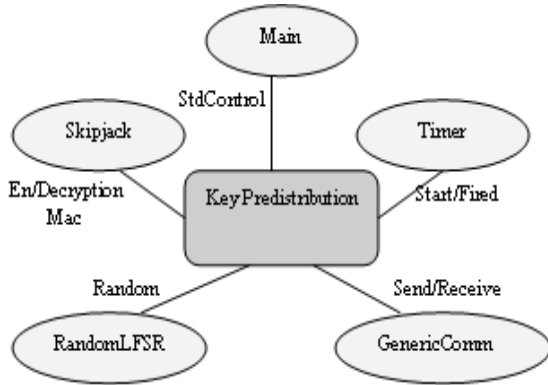 Main
StdControl
Skipjack
Timer
En/Decryption
Mac
KeyPredistribution
Start/Fired
Random
Send/Receive
RandomLFSR
GenericComm